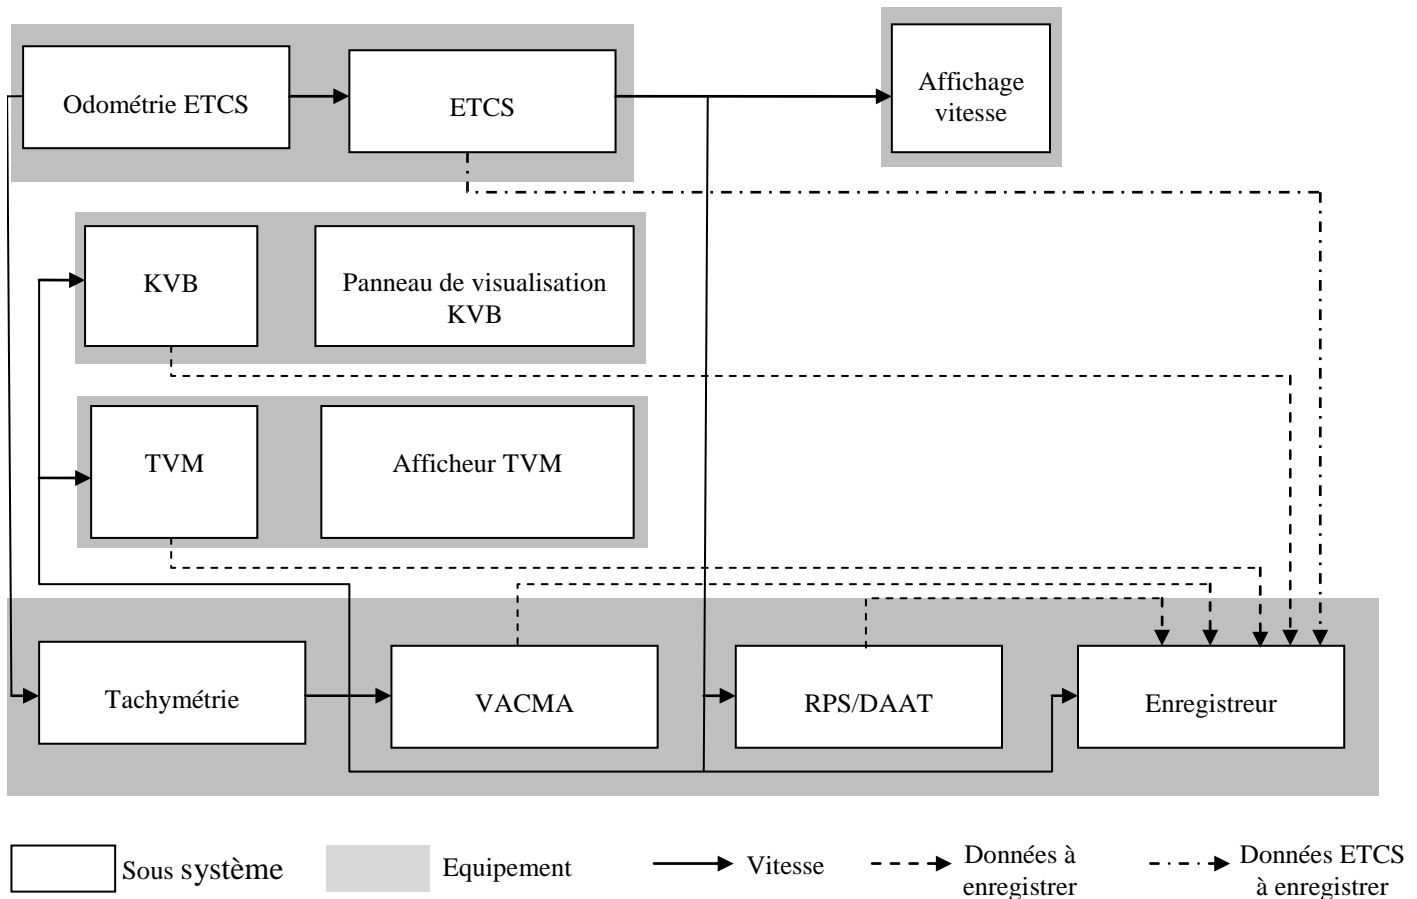 Odométrie ETCS
ETCS
Affichage
vitesse
KVB
Panneau de visualisation
KVB
TVM
Afficheur TVM
Tachymétrie
VACMA
RPS/DAAT
Enregistreur
Sous système
Equipement
Vitesse
Données à
enregistrer
Données ETCS
à enregistrer